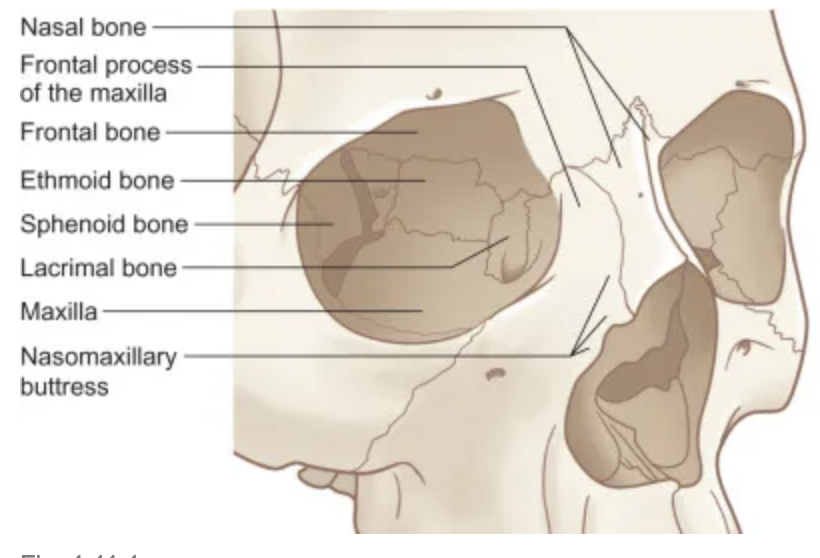 Nasal bone
Frontal process
of the maxilla
Frontal bone
Ethmoid bone
Sphenoid bone
Lacrimal bone
Maxilla
Nasomaxillary
buttress